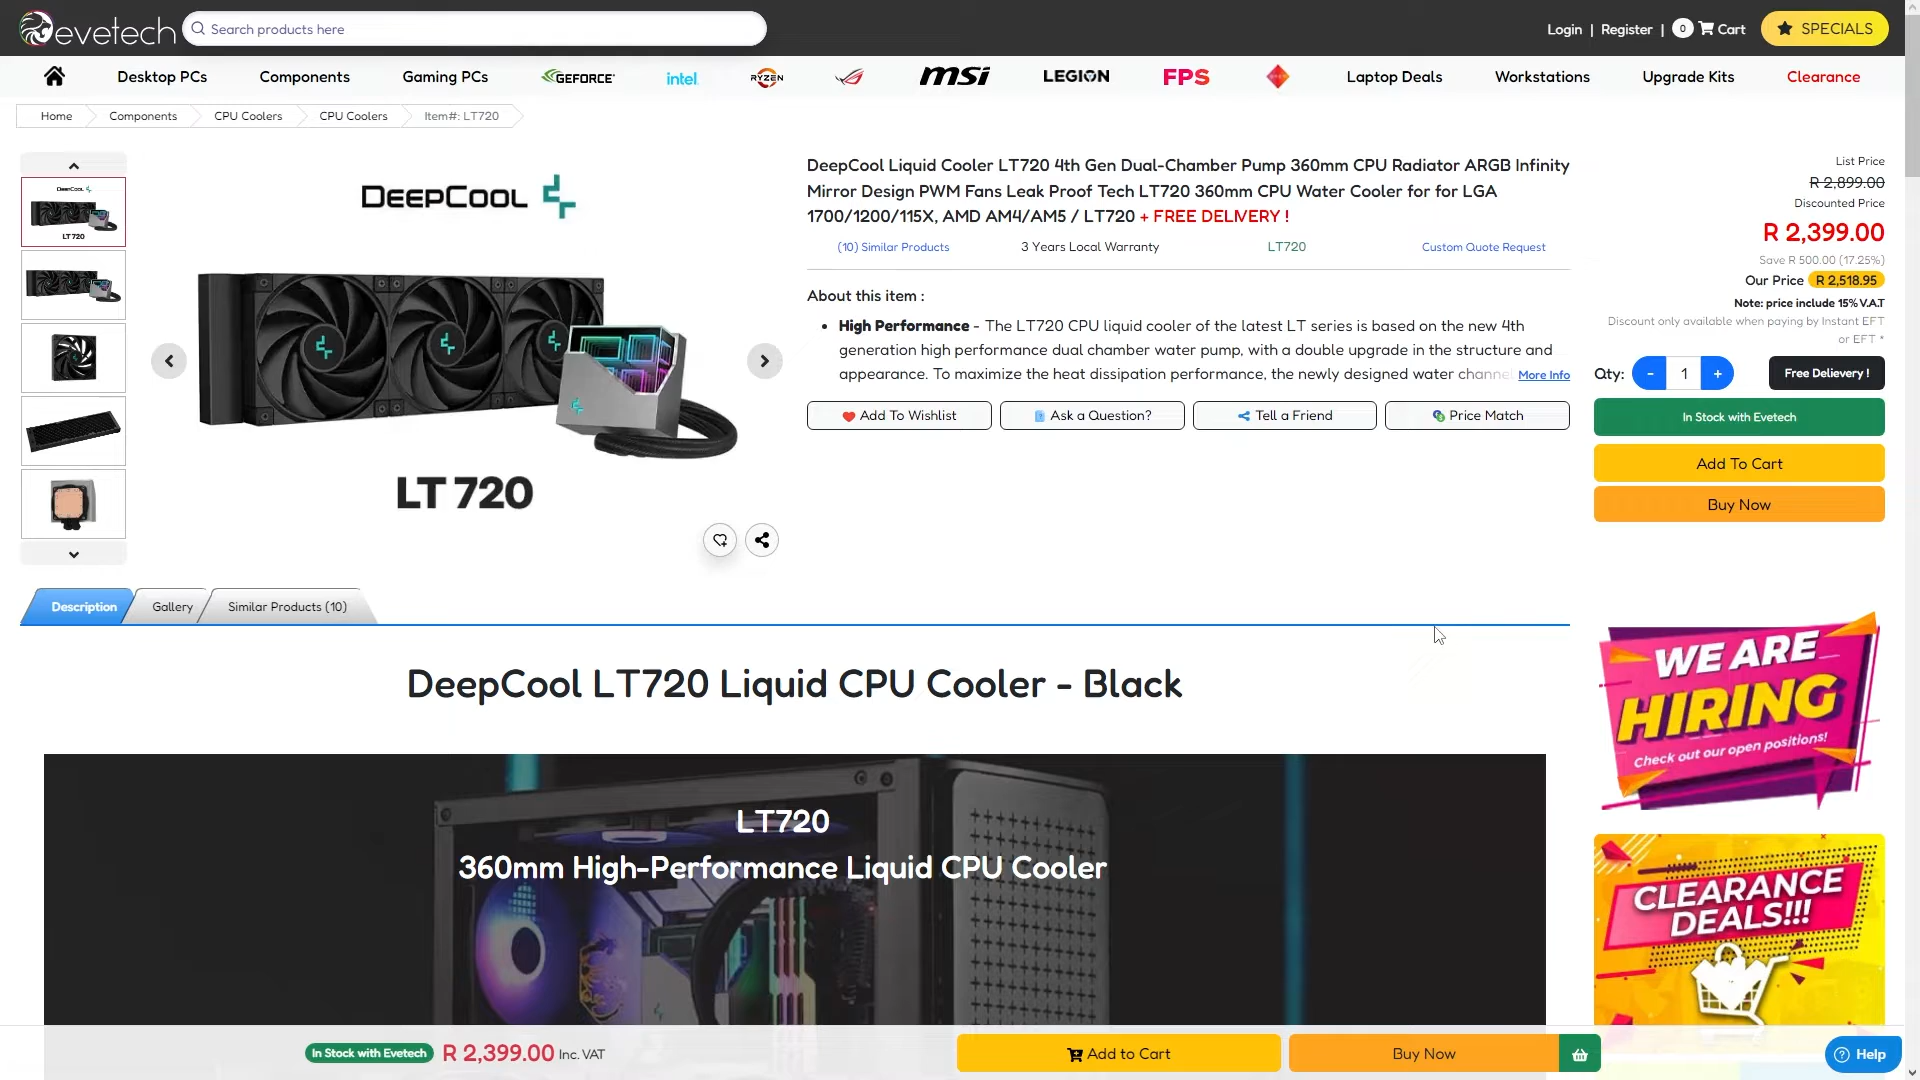 evetech
Search products here
Login | Register | 0 Cart
SPECIALS
Desktop PCs
Components
Gaming PCs
GEFORCE
intel
RYZEN
msi
LEGION
FPS
Laptop Deals
Workstations
Upgrade Kits
Clearance
Home
Components
CPU Coolers
CPU Coolers
Item#: LT720
DEEPCOOL
LT720
DEEPCOOL
LT 720
DeepCool Liquid Cooler LT720 4th Gen Dual-Chamber Pump 360mm CPU Radiator ARGB Infinity
Mirror Design PWM Fans Leak Proof Tech LT720 360mm CPU Water Cooler for for LGA
1700/1200/115X, AMD AM4/AM5 / LT720 + FREE DELIVERY !
(10) Similar Products
3 Years Local Warranty
LT720
Custom Quote Request
About this item :
• High Performance - The LT720 CPU liquid cooler of the latest LT series is based on the new 4th
generation high performance dual chamber water pump, with a double upgrade in the structure and
appearance. To maximize the heat dissipation performance, the newly designed water channel More Info
Add To Wishlist
Ask a Question?
Tell a Friend
Price Match
List Price
R 2,899.00
Discounted Price
R 2,399.00
Save R 500.00 (17.25%)
Our Price R 2,518.95
Note: price include 15% V.A.T
Discount only available when paying by Instant EFT
or EFT *
Qty: - 1 +
Free Delievery !
In Stock with Evetech
Add To Cart
Buy Now
Description
Gallery
Similar Products (10)
DeepCool LT720 Liquid CPU Cooler - Black
LT720
360mm High-Performance Liquid CPU Cooler
WE ARE
HIRING
Check out our open positions!
CLEARANCE
DEALS!!!
In Stock with Evetech R 2,399.00 Inc. VAT
Add to Cart
Buy Now
Help